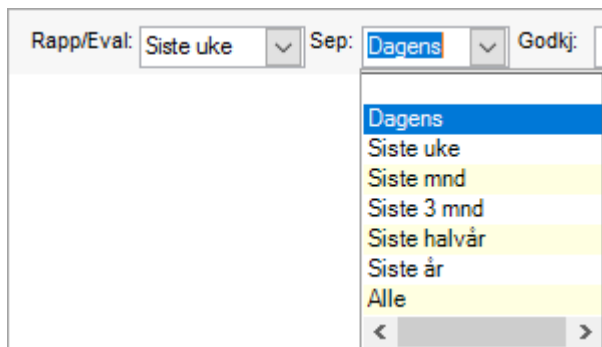 Rapp/Eval: Siste uke Sep: Dagens Godkj:
Dagens
Siste uke
Siste mnd
Siste 3 mnd
Siste halvår
Siste år
Alle